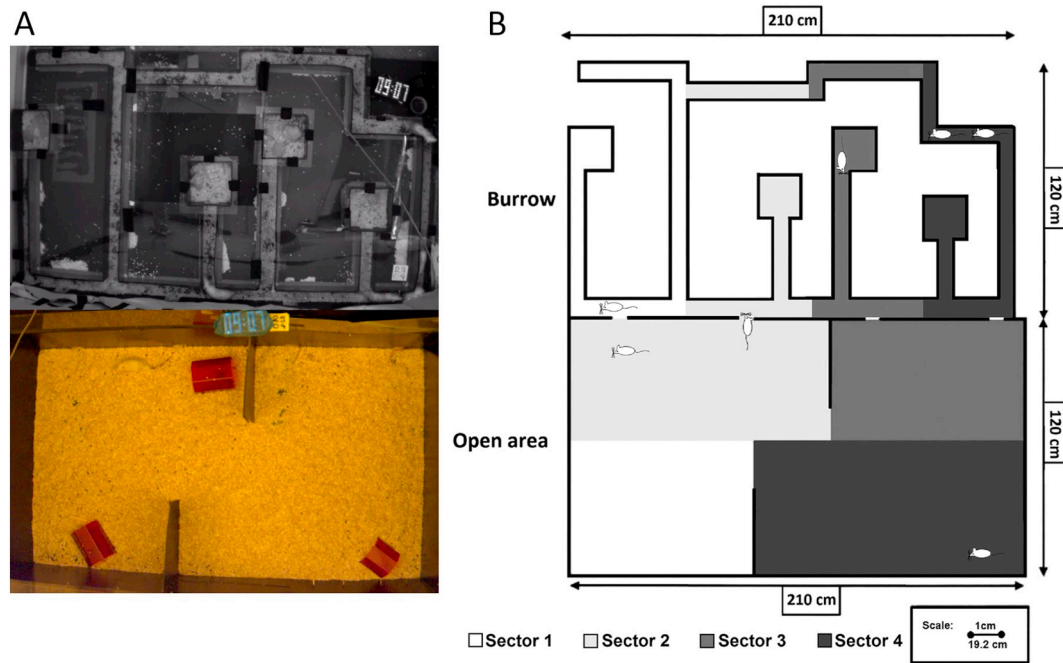 A
B
09:07
210 cm
Burrow
120 cm
Open area
120 cm
210 cm
Sector 1
Sector 2
Sector 3
Sector 4
Scale:
1cm
19.2 cm